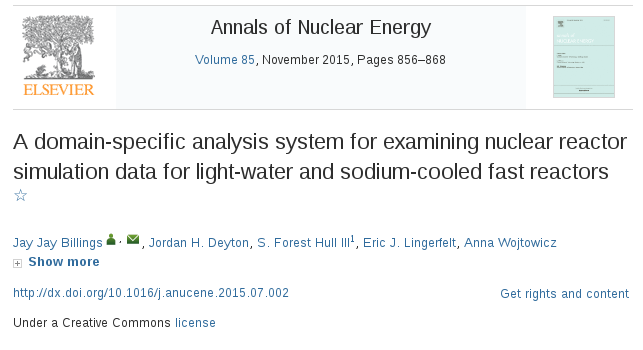 ELSEVIER
Annals of Nuclear Energy
Volume 85, November 2015, Pages 856–868
A domain-specific analysis system for examining nuclear reactor
simulation data for light-water and sodium-cooled fast reactors
☆
Jay Jay Billings , Jordan H. Deyton, S. Forest Hull III1, Eric J. Lingerfelt, Anna Wojtowicz
Show more
http://dx.doi.org/10.1016/j.anucene.2015.07.002
Get rights and content
Under a Creative Commons license